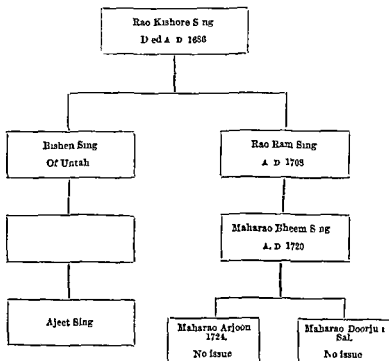 Rao Kishore Sing
Died A D 1686
Bishen Sing
Of Untah
Rao Ram Sing
A D 1708
Maharao Bheem Sing
A. D 1720
Ajeet Sing
Maharao Arjoon
1724.
No issue
Maharao Doorju
Sal.
No issue